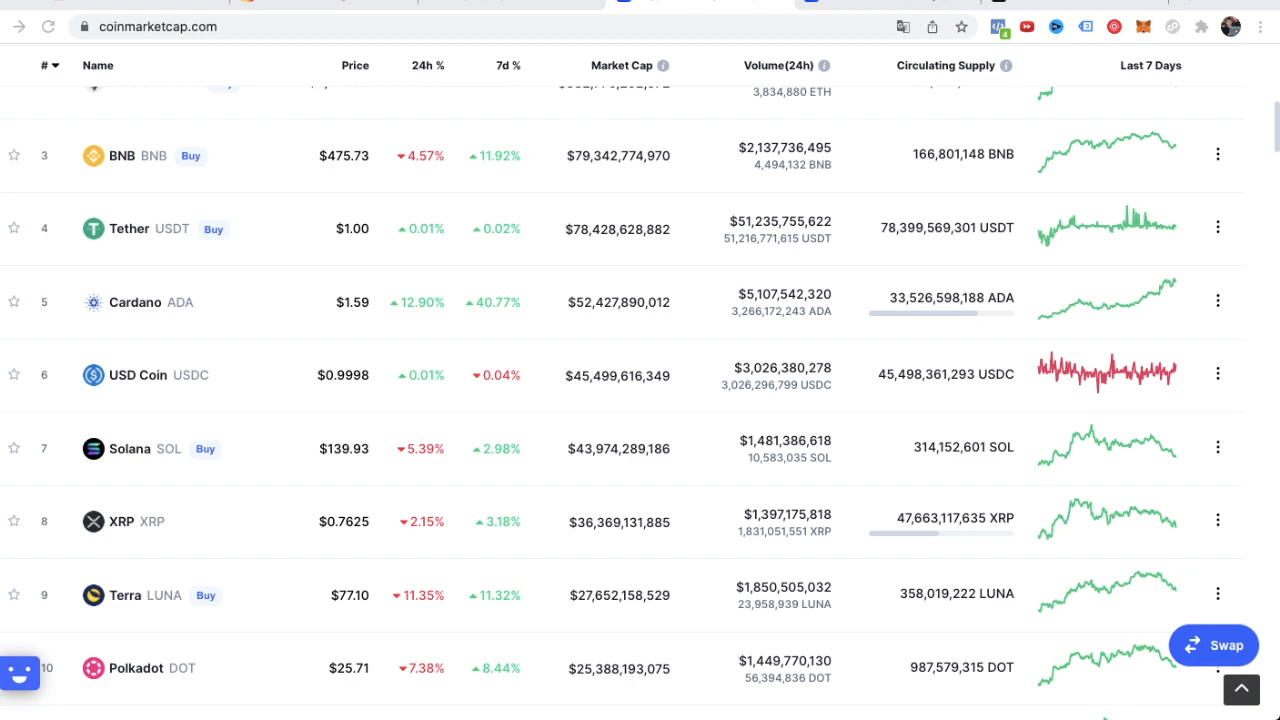 coinmarketcap.com
4
# Name Price 24h % 7d % Market Cap Volume(24h) Circulating Supply Last 7 Days
3,834,880 ETH
3 BNB BNB Buy $475.73 4.57% 11.92% $79,342,774,970 $2,137,736,495 166,801,148 BNB
4,494,132 BNB
4 Tether USDT Buy $1.00 0.01% 0.02% $78,428,628,882 $51,235,755,622 78,399,569,301 USDT
51,216,771,615 USDT
5 Cardano ADA $1.59 12.90% 40.77% $52,427,890,012 $5,107,542,320 33,526,598,188 ADA
3,266,172,243 ADA
6 USD Coin USDC $0.9998 0.01% 0.04% $45,499,616,349 $3,026,380,278 45,498,361,293 USDC
3,026,296,799 USDC
7 Solana SOL Buy $139.93 5.39% 2.98% $43,974,289,186 $1,481,386,618 314,152,601 SOL
10,583,035 SOL
8 XRP XRP $0.7625 2.15% 3.18% $36,369,131,885 $1,397,175,818 47,663,117,635 XRP
1,831,051,551 XRP
9 Terra LUNA Buy $77.10 11.35% 11.32% $27,652,158,529 $1,850,505,032 358,019,222 LUNA
23,958,939 LUNA
Swap
10 Polkadot DOT $25.71 7.38% 8.44% $25,388,193,075 $1,449,770,130 987,579,315 DOT
56,394,836 DOT